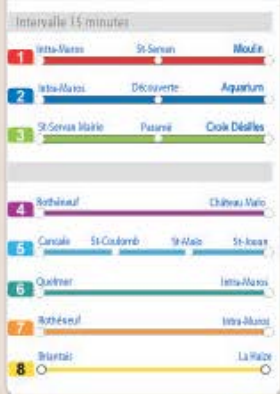 Intervalle 15 minutes
1 Intra-Muros St-Servan Moulin
2 Intra-Muros Découverte Aquarium
3 St-Servan Mairie Paramé Croix Désilles
4 Rothéneuf Château Malo
5 Cancale St-Coulomb St-Malo St-Jouan
6 Quelmer Intra-Muros
7 Rothéneuf Intra-Muros
8 Briantais La Haize